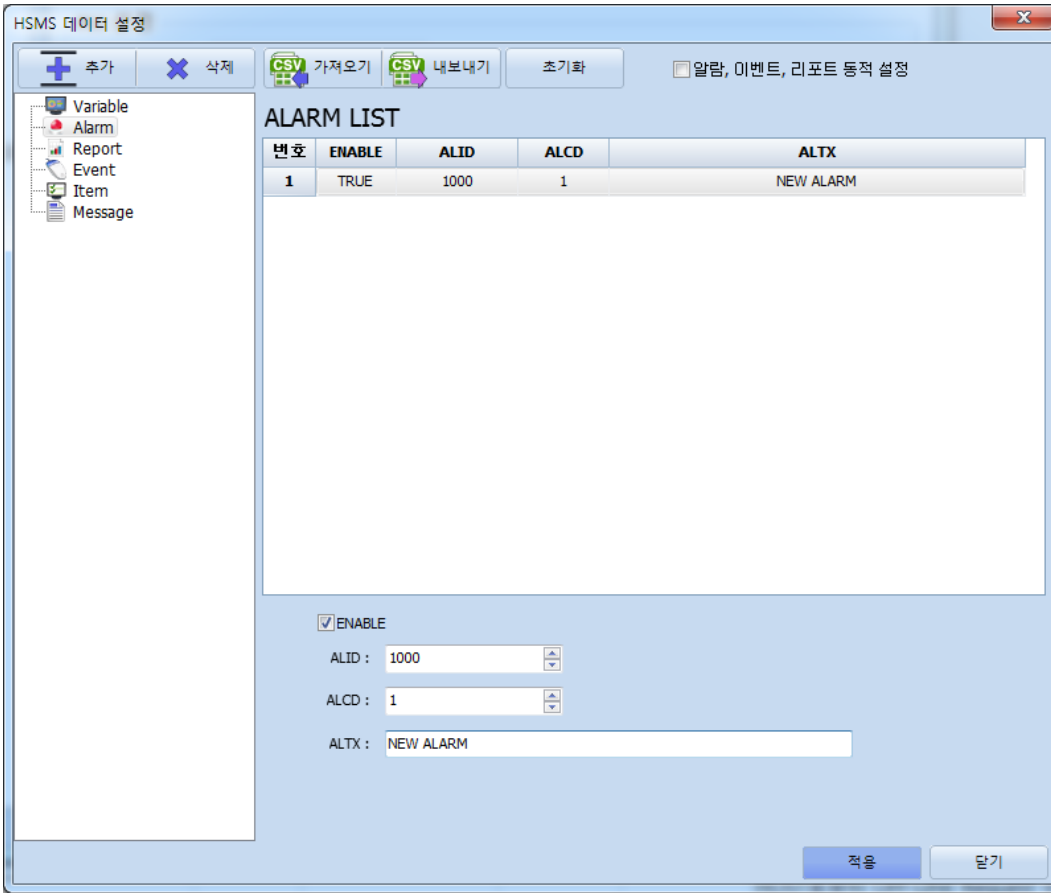 HSMS 데이터 설정
추가 삭제 CSV 가져오기 CSV 내보내기 초기화 알람, 이벤트, 리포트 동적 설정
Variable
Alarm
Report
Event
Item
Message
ALARM LIST
번호 ENABLE ALID ALCD ALTX
1 TRUE 1000 1 NEW ALARM
ENABLE
ALID : 1000
ALCD : 1
ALTX : NEW ALARM
적용 닫기